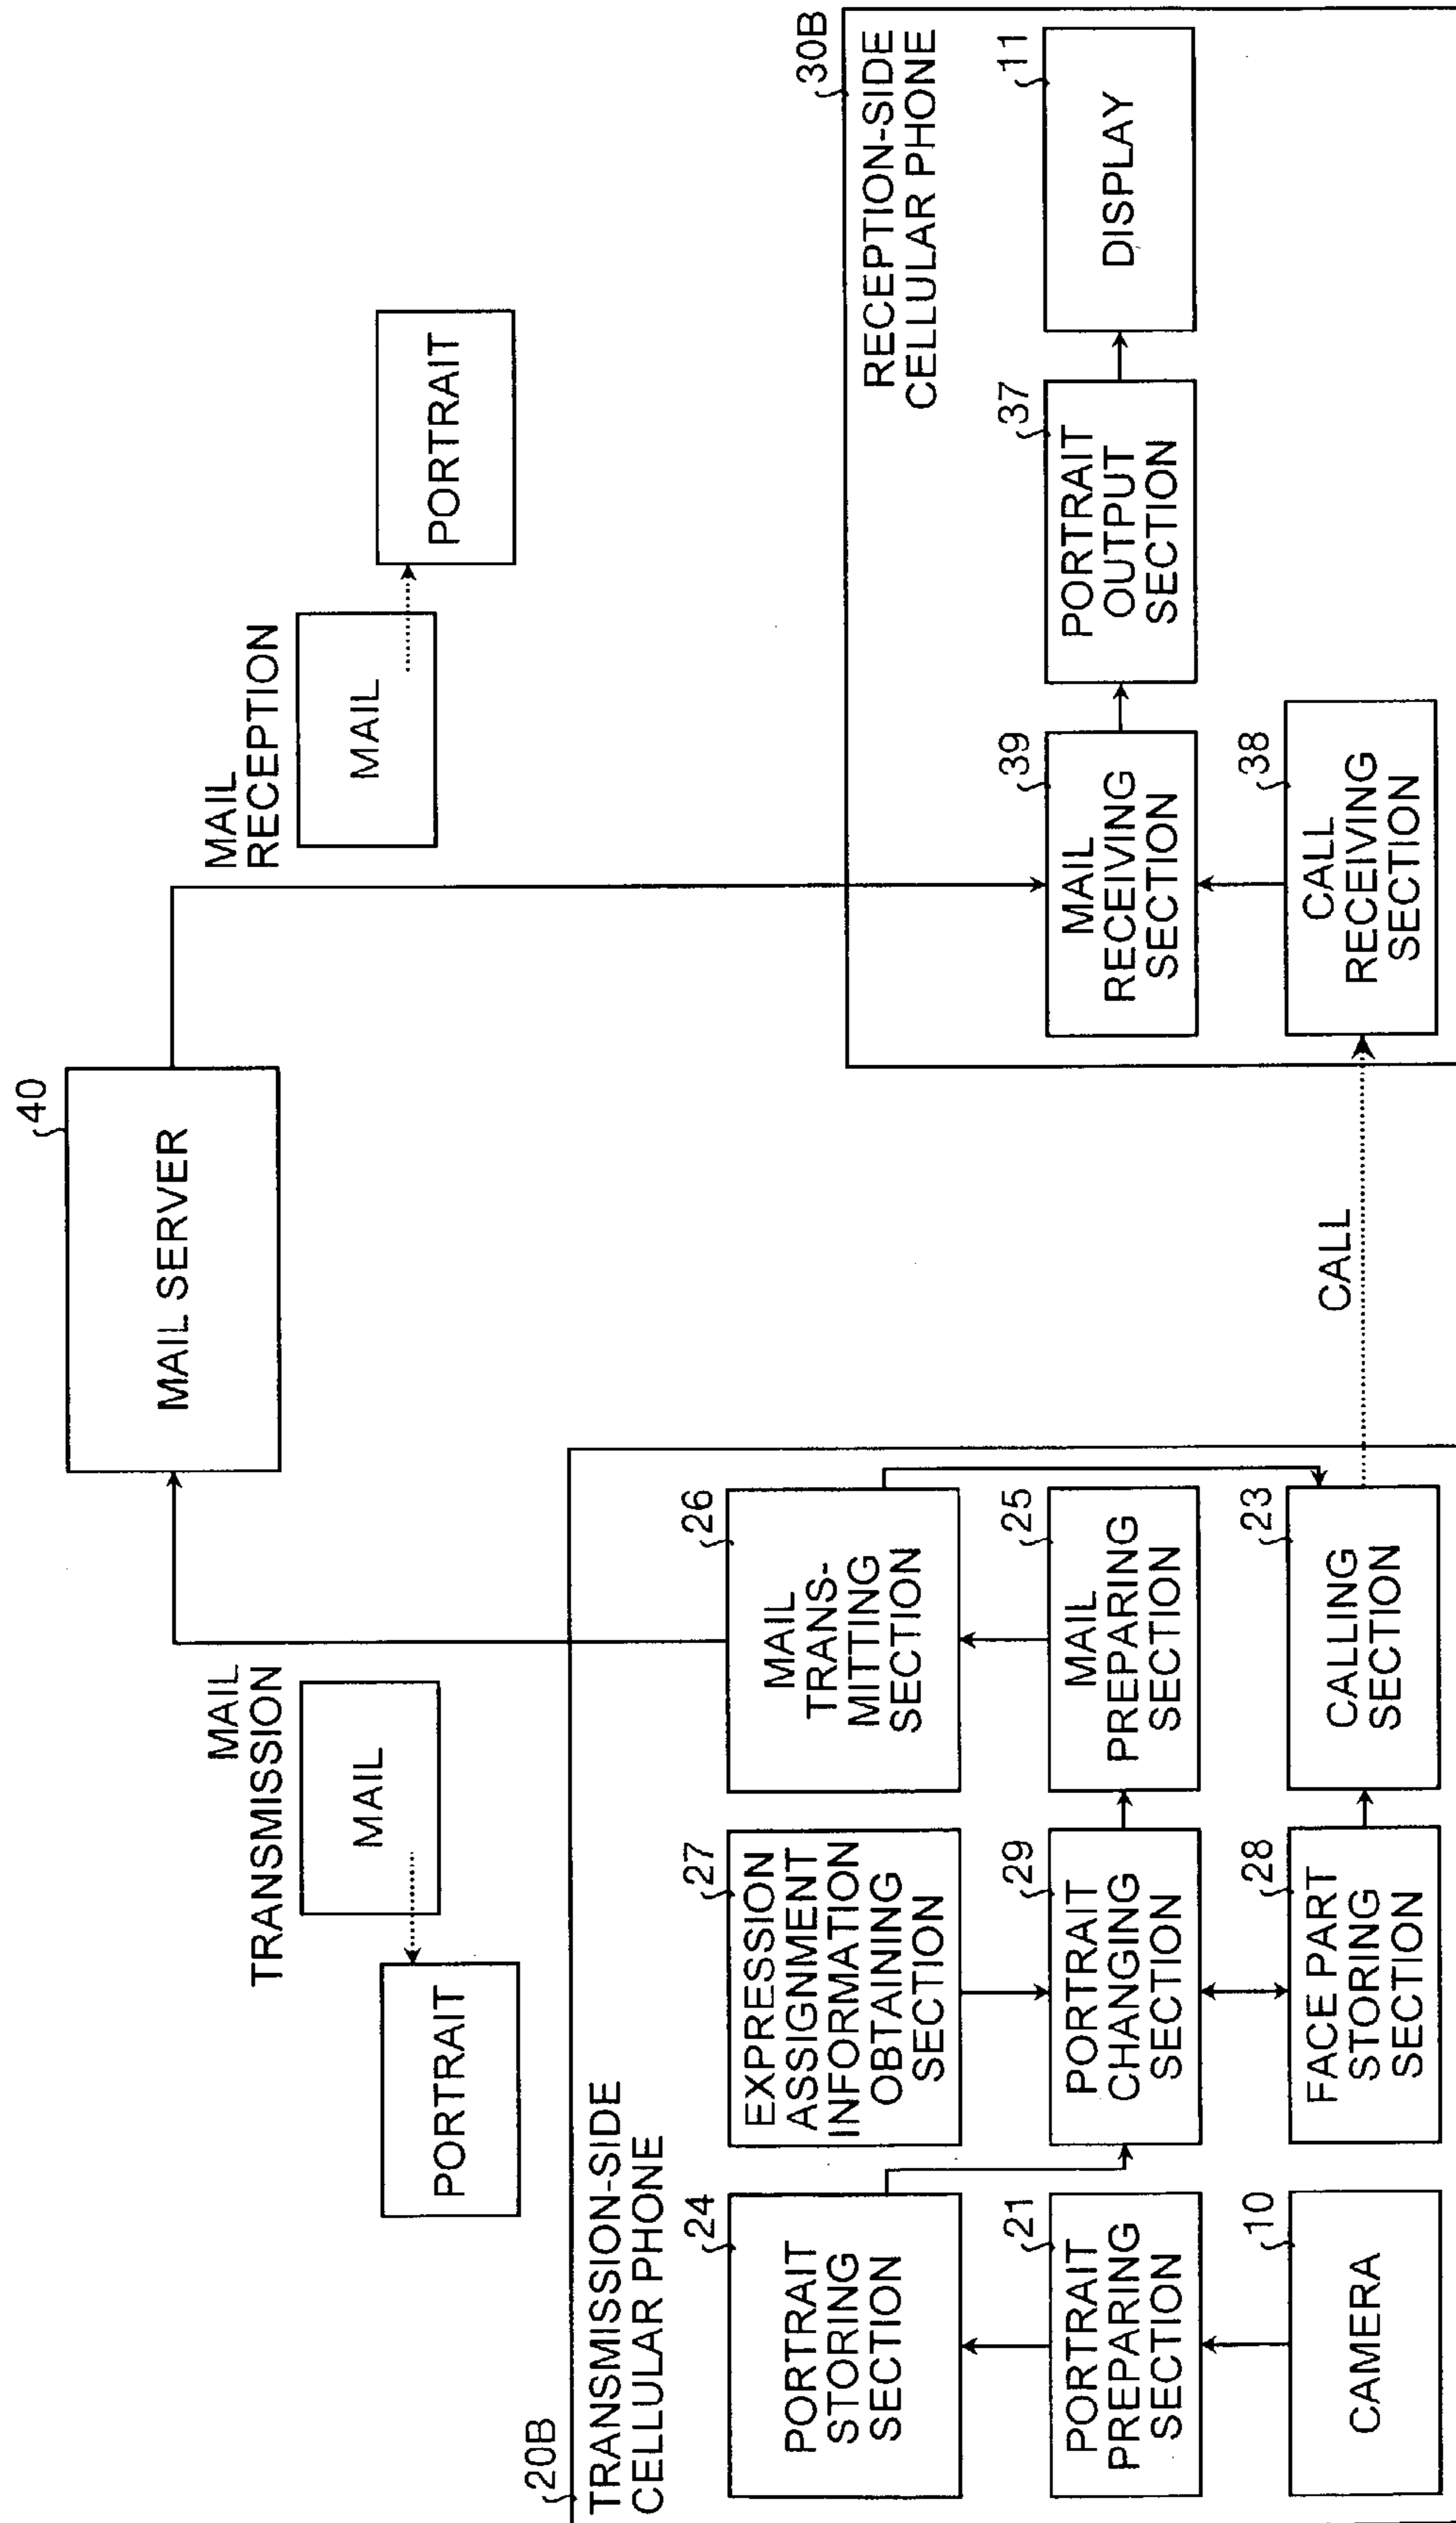 40
MAIL SERVER
MAIL
TRANSMISSION
MAIL
PORTRAIT
MAIL
RECEPTION
MAIL
PORTRAIT
20B
TRANSMISSION-SIDE
CELLULAR PHONE
24
PORTRAIT
STORING
SECTION
27
EXPRESSION
ASSIGNMENT
INFORMATION
OBTAINING
SECTION
26
MAIL
TRANS-
MITTING
SECTION
21
PORTRAIT
PREPARING
SECTION
29
PORTRAIT
CHANGING
SECTION
25
MAIL
PREPARING
SECTION
10
CAMERA
28
FACE PART
STORING
SECTION
23
CALLING
SECTION
CALL
30B
RECEPTION-SIDE
CELLULAR PHONE
39
MAIL
RECEIVING
SECTION
37
PORTRAIT
OUTPUT
SECTION
11
DISPLAY
38
CALL
RECEIVING
SECTION